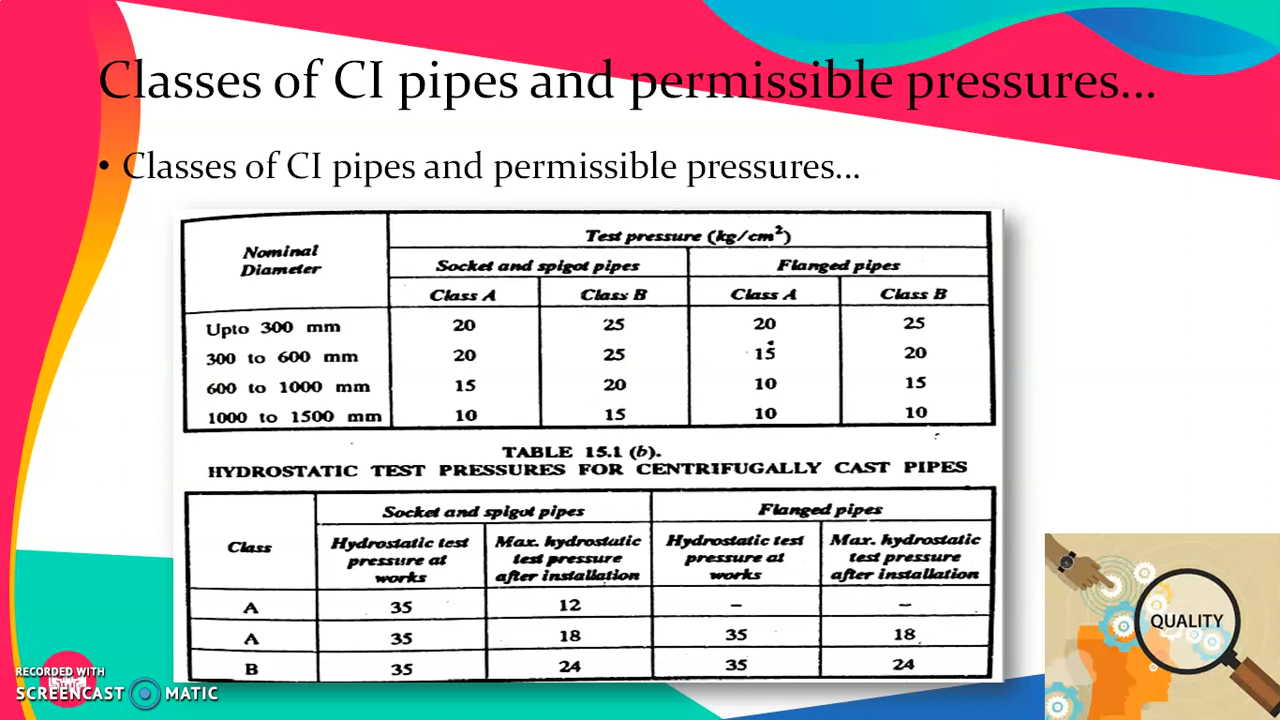 Classes of CI pipes and permissible pressures...
• Classes of CI pipes and permissible pressures...
Nominal Diameter
Test pressure (kg/cm²)
Socket and spigot pipes Flanged pipes
Class A Class B Class A Class B
Upto 300 mm 20 25 20 25
300 to 600 mm 20 25 15 20
600 to 1000 mm 15 20 10 15
1000 to 1500 mm 10 15 10 10
TABLE 15.1 (b).
HYDROSTATIC TEST PRESSURES FOR CENTRIFUGALLY CAST PIPES
Socket and spigot pipes Flanged pipes
Class
Hydrostatic test Max. hydrostatic Hydrostatic test Max. hydrostatic
pressure at test pressure pressure at test pressure
works after installation works after installation
A 35 12 – –
A 35 18 35 18
B 35 24 35 24
QUALITY
RECORDED WITH
SCREENCAST MATIC